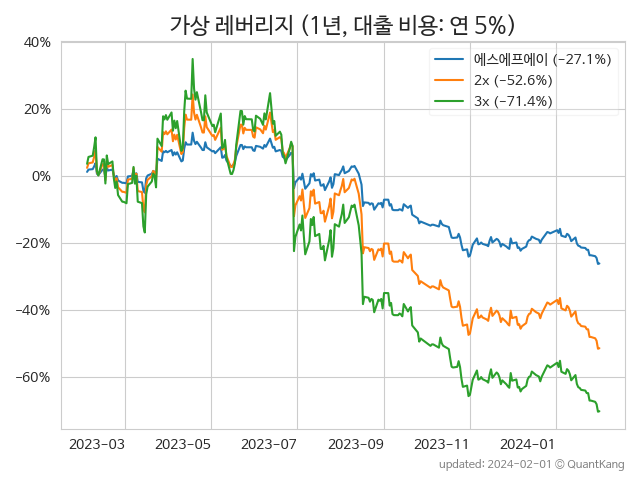 가상 레버리지 (1년, 대출 비용: 연 5%)
40%
20%
0%
−20%
−40%
−60%
에스에프에이 (−27.1%)
2x (−52.6%)
3x (−71.4%)
2023-03
2023-05
2023-07
2023-09
2023-11
2024-01
updated: 2024-02-01 © QuantKang